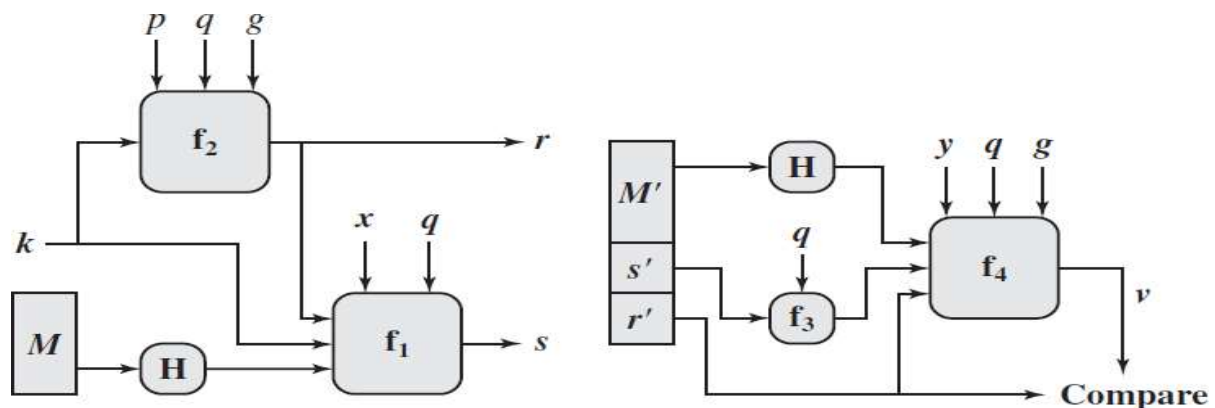 p q g
f2
r
k
x q
M
H
f1
s
M′
s′
r′
H
q
f3
y q g
f4
v
Compare